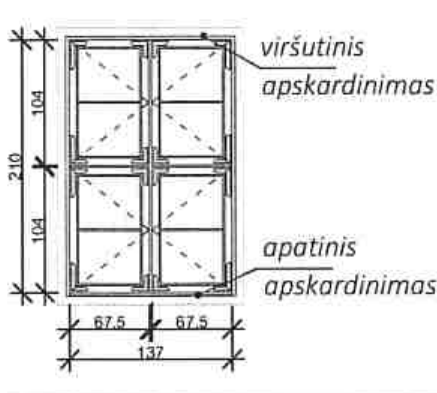 viršutinis
apskardinimas
104
210
104
apatinis
apskardinimas
67.5 67.5
137